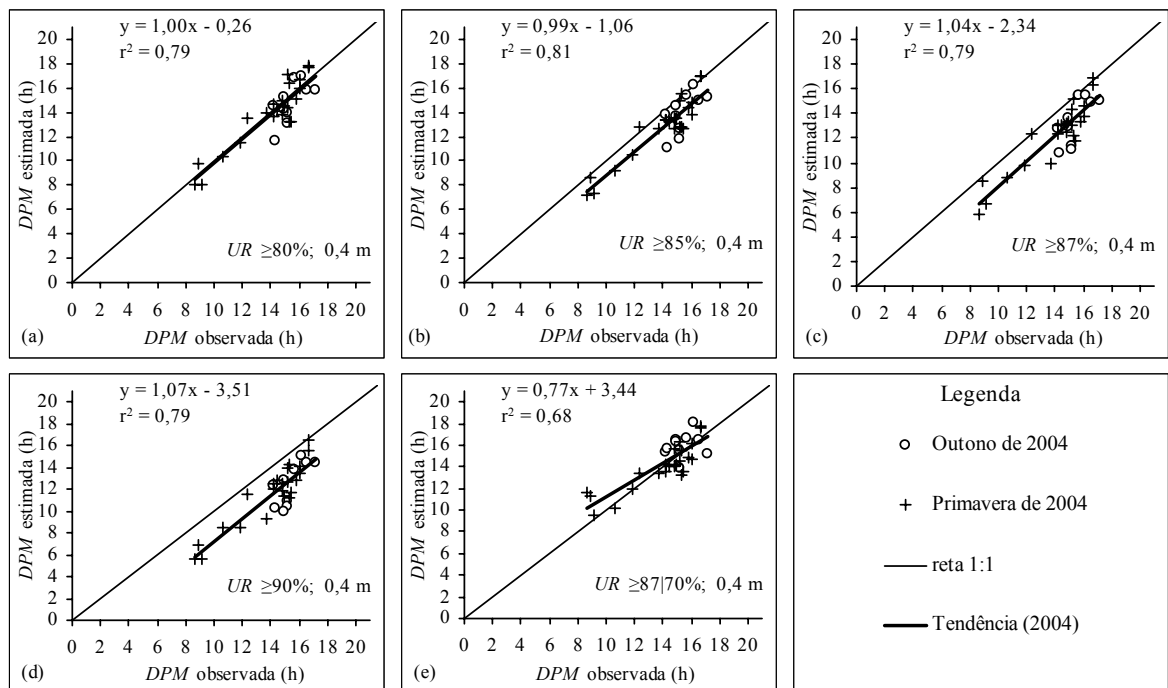 y = 1,00x - 0,26
r² = 0,79
20
18
16
14
12
10
8
6
4
2
0
DPM estimada (h)
UR ≥80%; 0,4 m
0 2 4 6 8 10 12 14 16 18 20
(a) DPM observada (h)
y = 0,99x - 1,06
r² = 0,81
20
18
16
14
12
10
8
6
4
2
0
DPM estimada (h)
UR ≥85%; 0,4 m
0 2 4 6 8 10 12 14 16 18 20
(b) DPM observada (h)
y = 1,04x - 2,34
r² = 0,79
20
18
16
14
12
10
8
6
4
2
0
DPM estimada (h)
UR ≥87%; 0,4 m
0 2 4 6 8 10 12 14 16 18 20
(c) DPM observada (h)
y = 1,07x - 3,51
r² = 0,79
20
18
16
14
12
10
8
6
4
2
0
DPM estimada (h)
UR ≥90%; 0,4 m
0 2 4 6 8 10 12 14 16 18 20
(d) DPM observada (h)
y = 0,77x + 3,44
r² = 0,68
20
18
16
14
12
10
8
6
4
2
0
DPM estimada (h)
UR ≥87|70%; 0,4 m
0 2 4 6 8 10 12 14 16 18 20
(e) DPM observada (h)
Legenda
Outono de 2004
Primavera de 2004
reta 1:1
Tendência (2004)